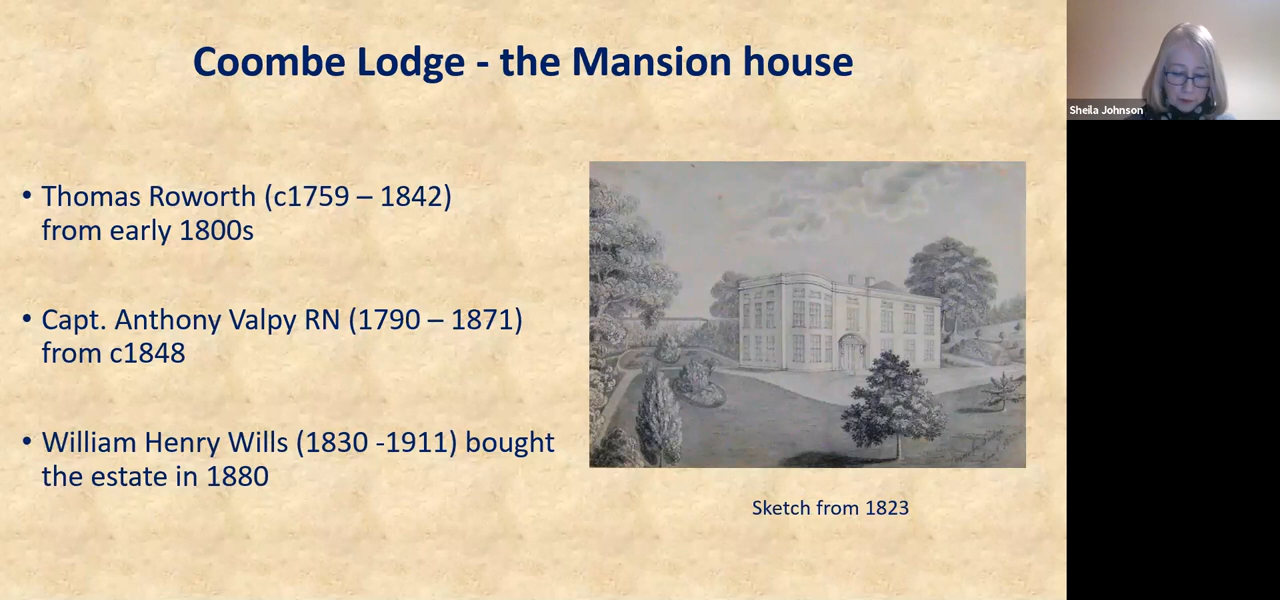 Coombe Lodge - the Mansion house
• Thomas Roworth (c1759 – 1842)
from early 1800s
• Capt. Anthony Valpy RN (1790 – 1871)
from c1848
• William Henry Wills (1830 -1911) bought
the estate in 1880
Sketch from 1823
Sheila Johnson